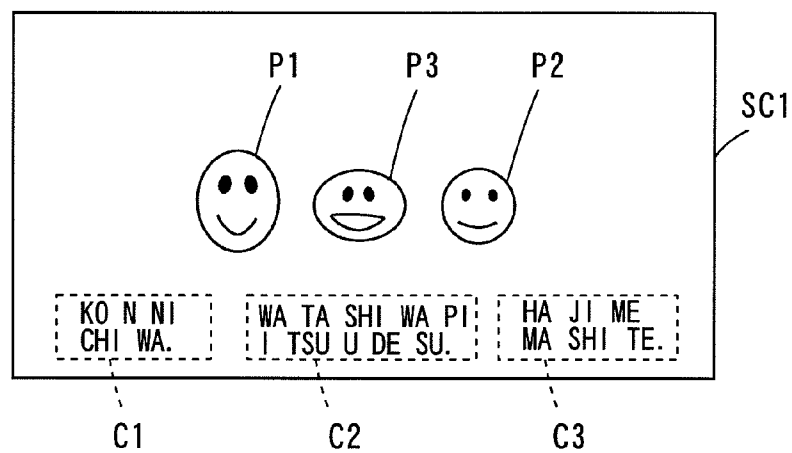 P1 P3 P2
SC1
KO N NI
CHI WA.
WA TA SHI WA PI
I TSU U DE SU.
HA JI ME
MA SHI TE.
C1 C2 C3